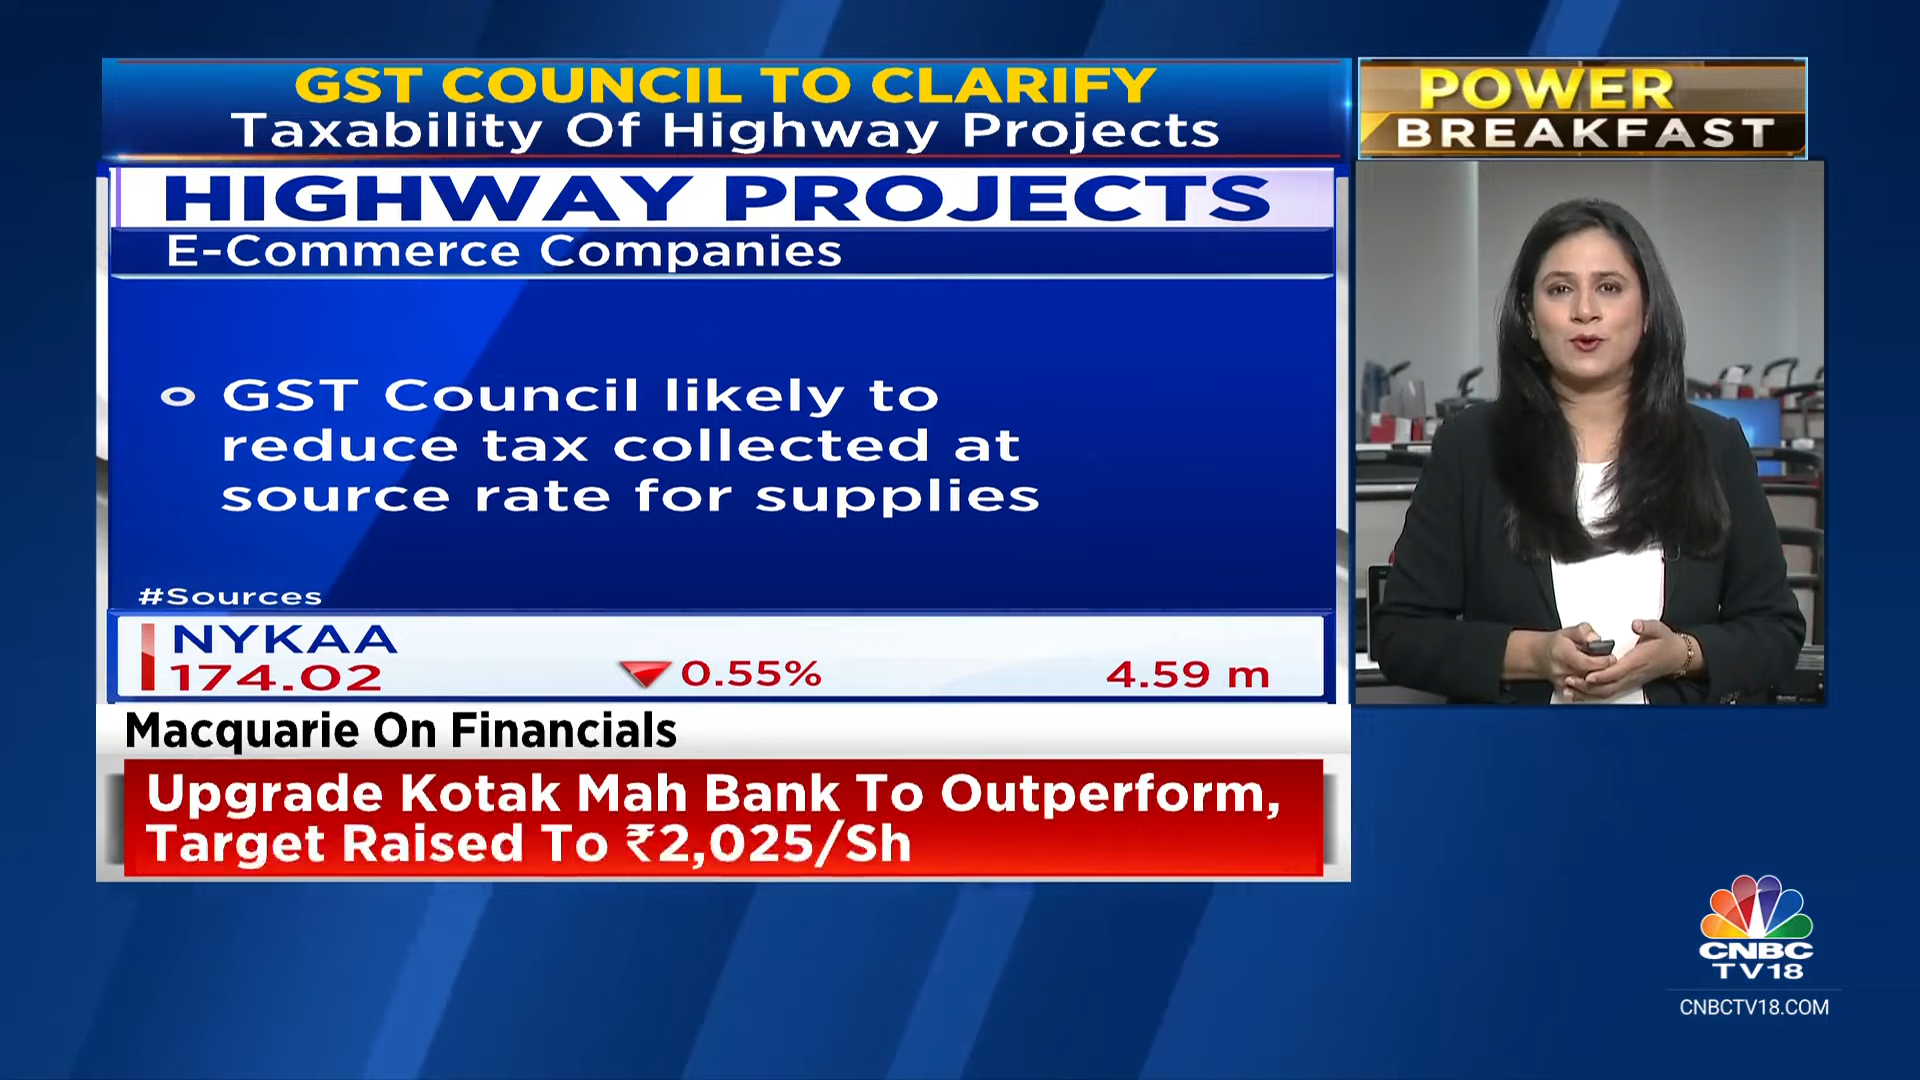 GST COUNCIL TO CLARIFY
Taxability Of Highway Projects
POWER
BREAKFAST
HIGHWAY PROJECTS
E-Commerce Companies
GST Council likely to
reduce tax collected at
source rate for supplies
#Sources
NYKAA
174.02 0.55% 4.59 m
Macquarie On Financials
Upgrade Kotak Mah Bank To Outperform,
Target Raised To ₹2,025/Sh
CNBC
TV18
CNBCTV18.COM